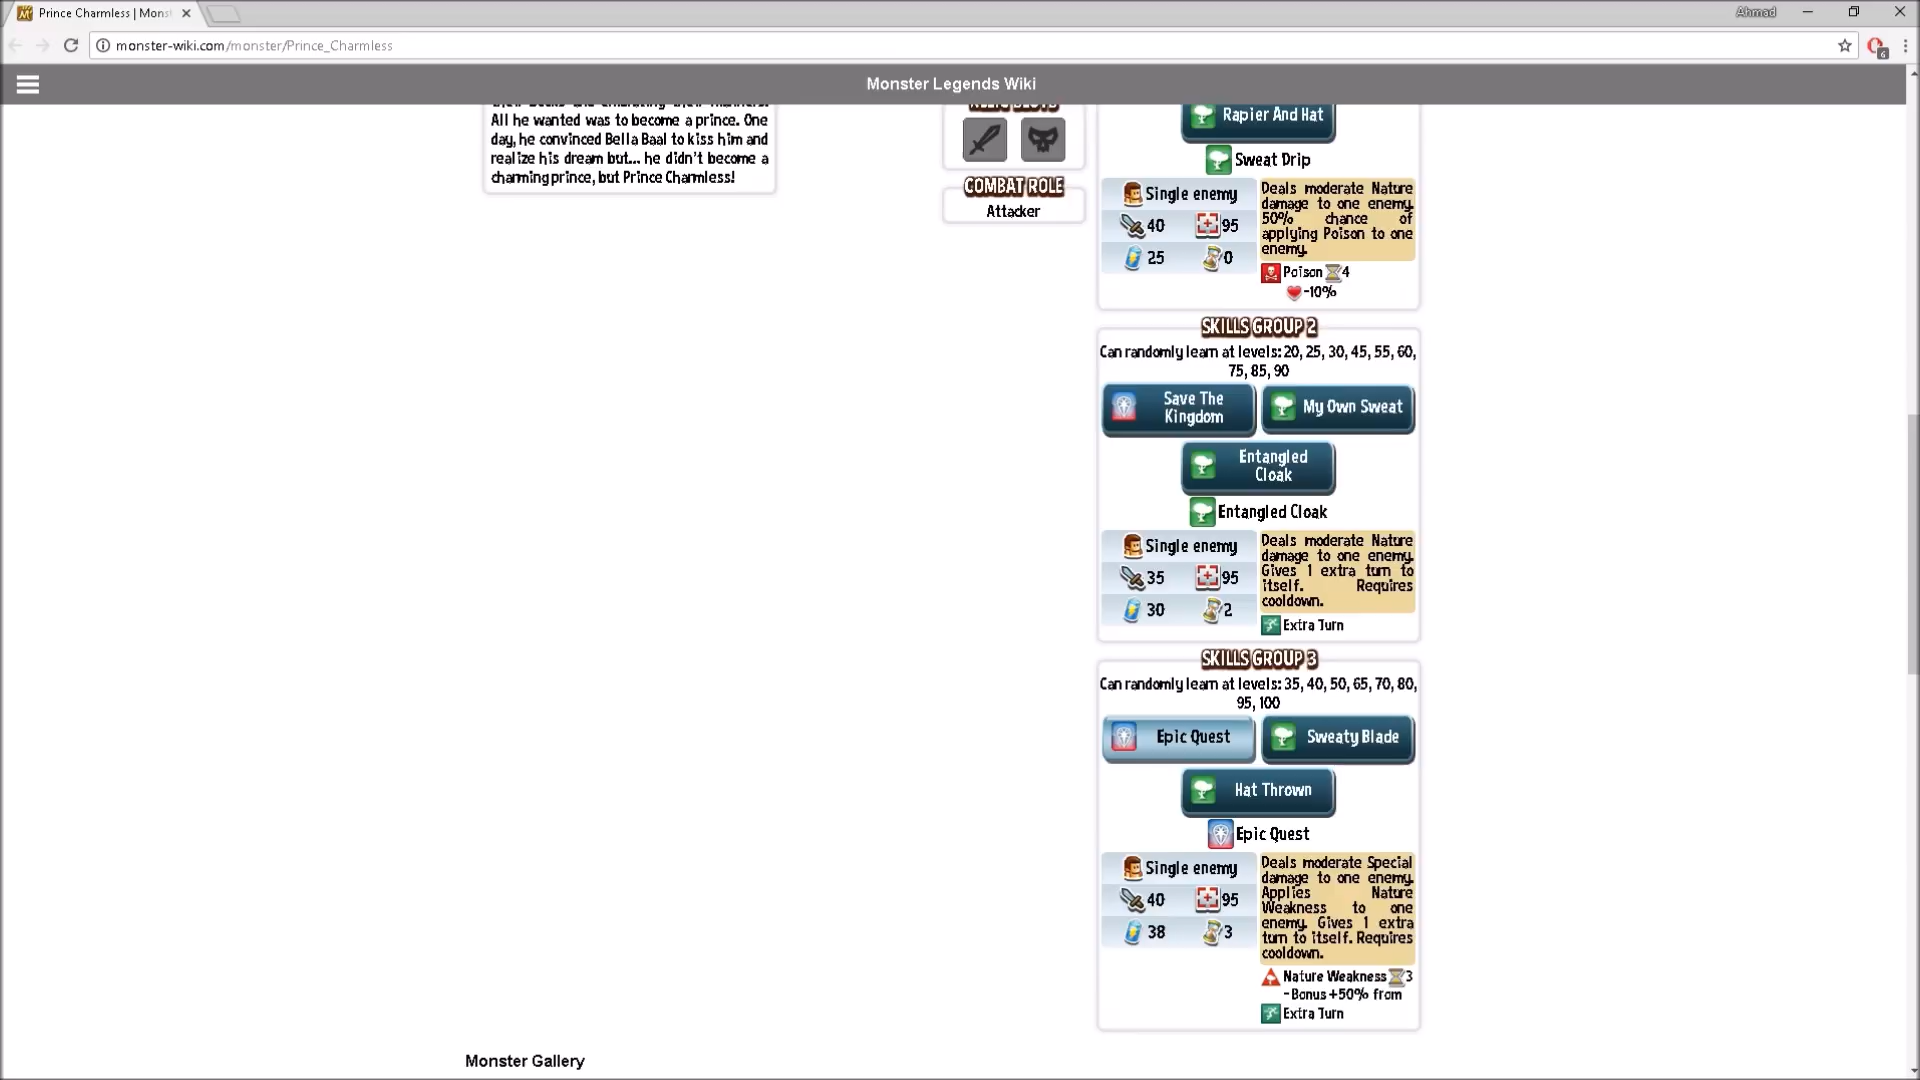 Prince Charmless | Monst
Ahmad
monster-wiki.com/monster/Prince_Charmless
6
Monster Legends Wiki
All he wanted was to become a prince. One
day, he convinced Bella Baal to kiss him and
realize his dream but... he didn't become a
charming prince, but Prince Charmless!
COMBAT ROLE
Attacker
Rapier And Hat
Sweat Drip
Single enemy
40 95
25 0
Deals moderate Nature
damage to one enemy.
50% chance of
applying Poison to one
enemy.
Poison 4
-10%
SKILLS GROUP 2
Can randomly learn at levels: 20, 25, 30, 45, 55, 60,
75, 85, 90
Save The
Kingdom
My Own Sweat
Entangled
Cloak
Entangled Cloak
Single enemy
35 95
30 2
Deals moderate Nature
damage to one enemy.
Gives 1 extra turn to
itself. Requires
cooldown.
Extra Turn
SKILLS GROUP 3
Can randomly learn at levels: 35, 40, 50, 65, 70, 80,
95, 100
Epic Quest
Sweaty Blade
Hat Thrown
Epic Quest
Single enemy
40 95
38 3
Deals moderate Special
damage to one enemy.
Applies Nature
Weakness to one
enemy. Gives 1 extra
turn to itself. Requires
cooldown.
Nature Weakness 3
- Bonus +50% from
Extra Turn
Monster Gallery